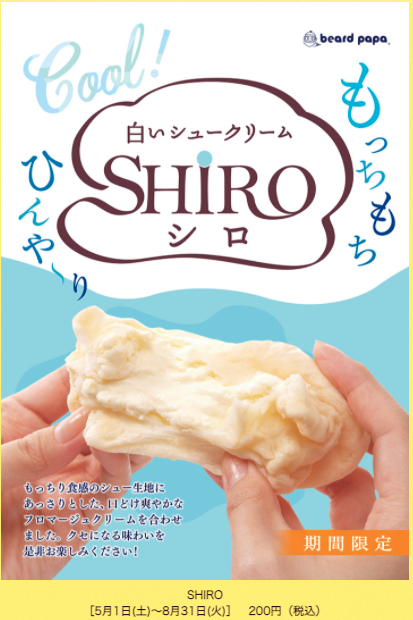 Cool!
beard papa
白いシュークリーム
SHIRO
シロ
もっちもち
ひんや〜り
もっちり食感のシュー生地に
あっさりとした、口どけ爽やかな
フロマージュクリームを合わせ
ました。クセになる味わいを
是非お楽しみください!
期間限定
SHIRO
[5月1日(土)〜8月31日(火)] 200円（税込）